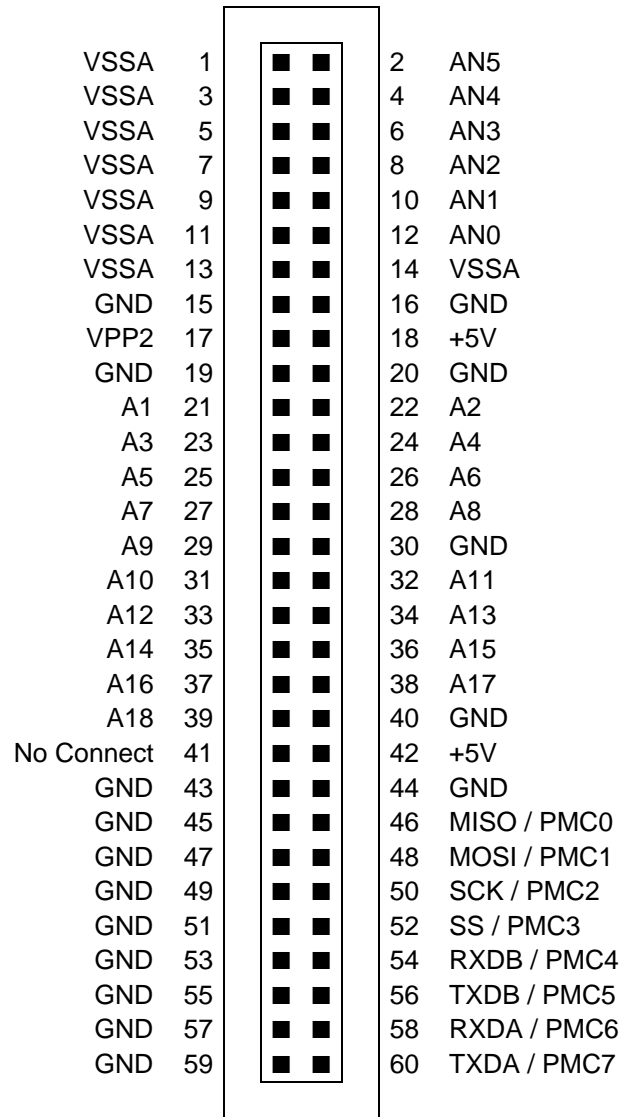 VSSA 1 2 AN5
VSSA 3 4 AN4
VSSA 5 6 AN3
VSSA 7 8 AN2
VSSA 9 10 AN1
VSSA 11 12 AN0
VSSA 13 14 VSSA
GND 15 16 GND
VPP2 17 18 +5V
GND 19 20 GND
A1 21 22 A2
A3 23 24 A4
A5 25 26 A6
A7 27 28 A8
A9 29 30 GND
A10 31 32 A11
A12 33 34 A13
A14 35 36 A15
A16 37 38 A17
A18 39 40 GND
No Connect 41 42 +5V
GND 43 44 GND
GND 45 46 MISO / PMC0
GND 47 48 MOSI / PMC1
GND 49 50 SCK / PMC2
GND 51 52 SS / PMC3
GND 53 54 RXDB / PMC4
GND 55 56 TXDB / PMC5
GND 57 58 RXDA / PMC6
GND 59 60 TXDA / PMC7